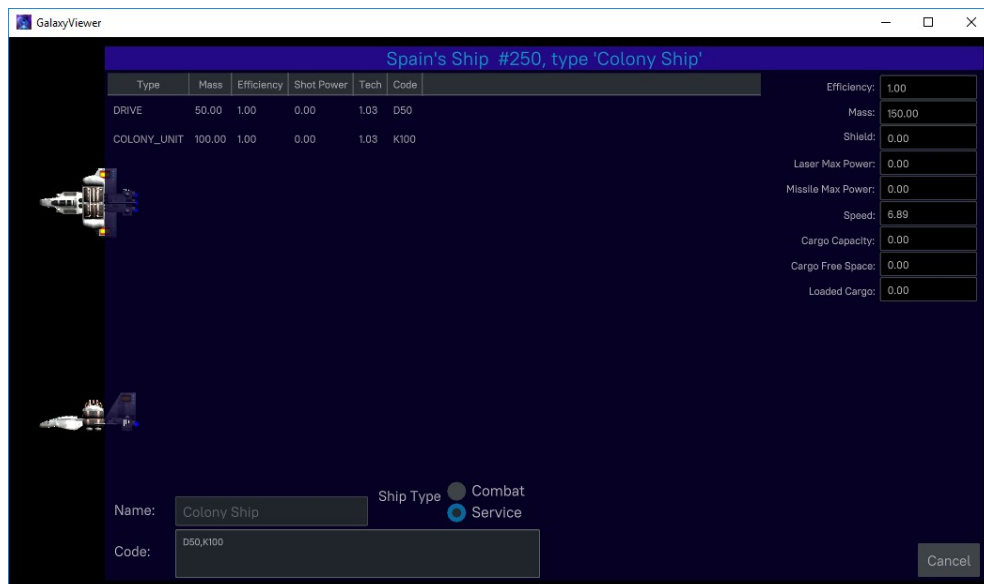 GalaxyViewer
Spain's Ship #250, type 'Colony Ship'
Type Mass Efficiency Shot Power Tech Code
DRIVE 50.00 1.00 0.00 1.03 D50
COLONY_UNIT 100.00 1.00 0.00 1.03 K100
Efficiency: 1.00
Mass: 150.00
Shield: 0.00
Laser Max Power: 0.00
Missile Max Power: 0.00
Speed: 6.89
Cargo Capacity: 0.00
Cargo Free Space: 0.00
Loaded Cargo: 0.00
Name: Colony Ship
Ship Type
Combat
Service
Code: D50,K100
Cancel